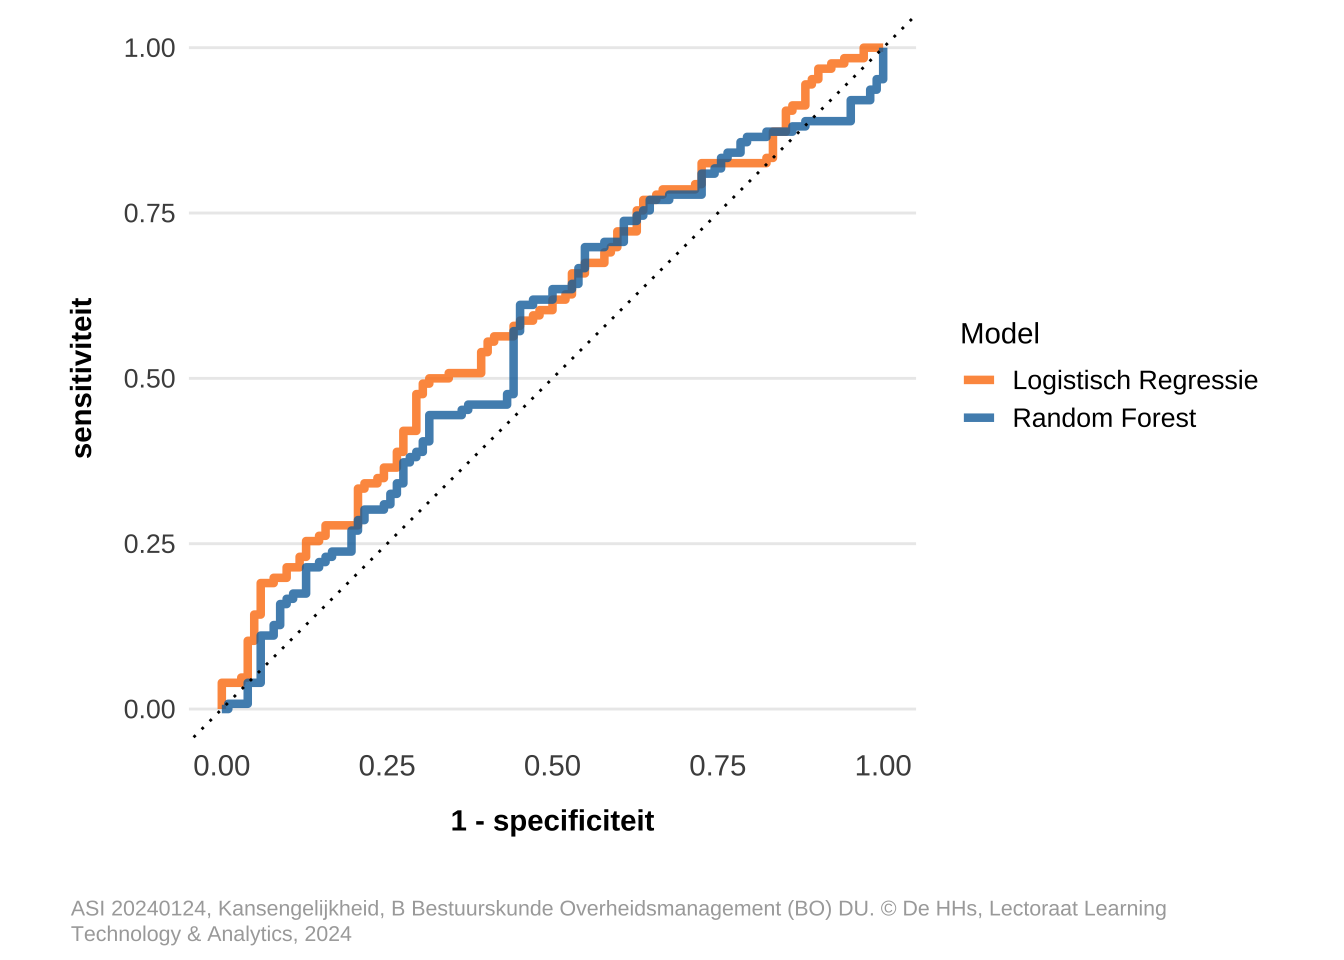 1.00
0.75
0.50
0.25
0.00
sensitiviteit
0.00 0.25 0.50 0.75 1.00
1 - specificiteit
Model
Logistisch Regressie
Random Forest
ASI 20240124, Kansengelijkheid, B Bestuurskunde Overheidsmanagement (BO) DU. © De HHs, Lectoraat Learning
Technology & Analytics, 2024